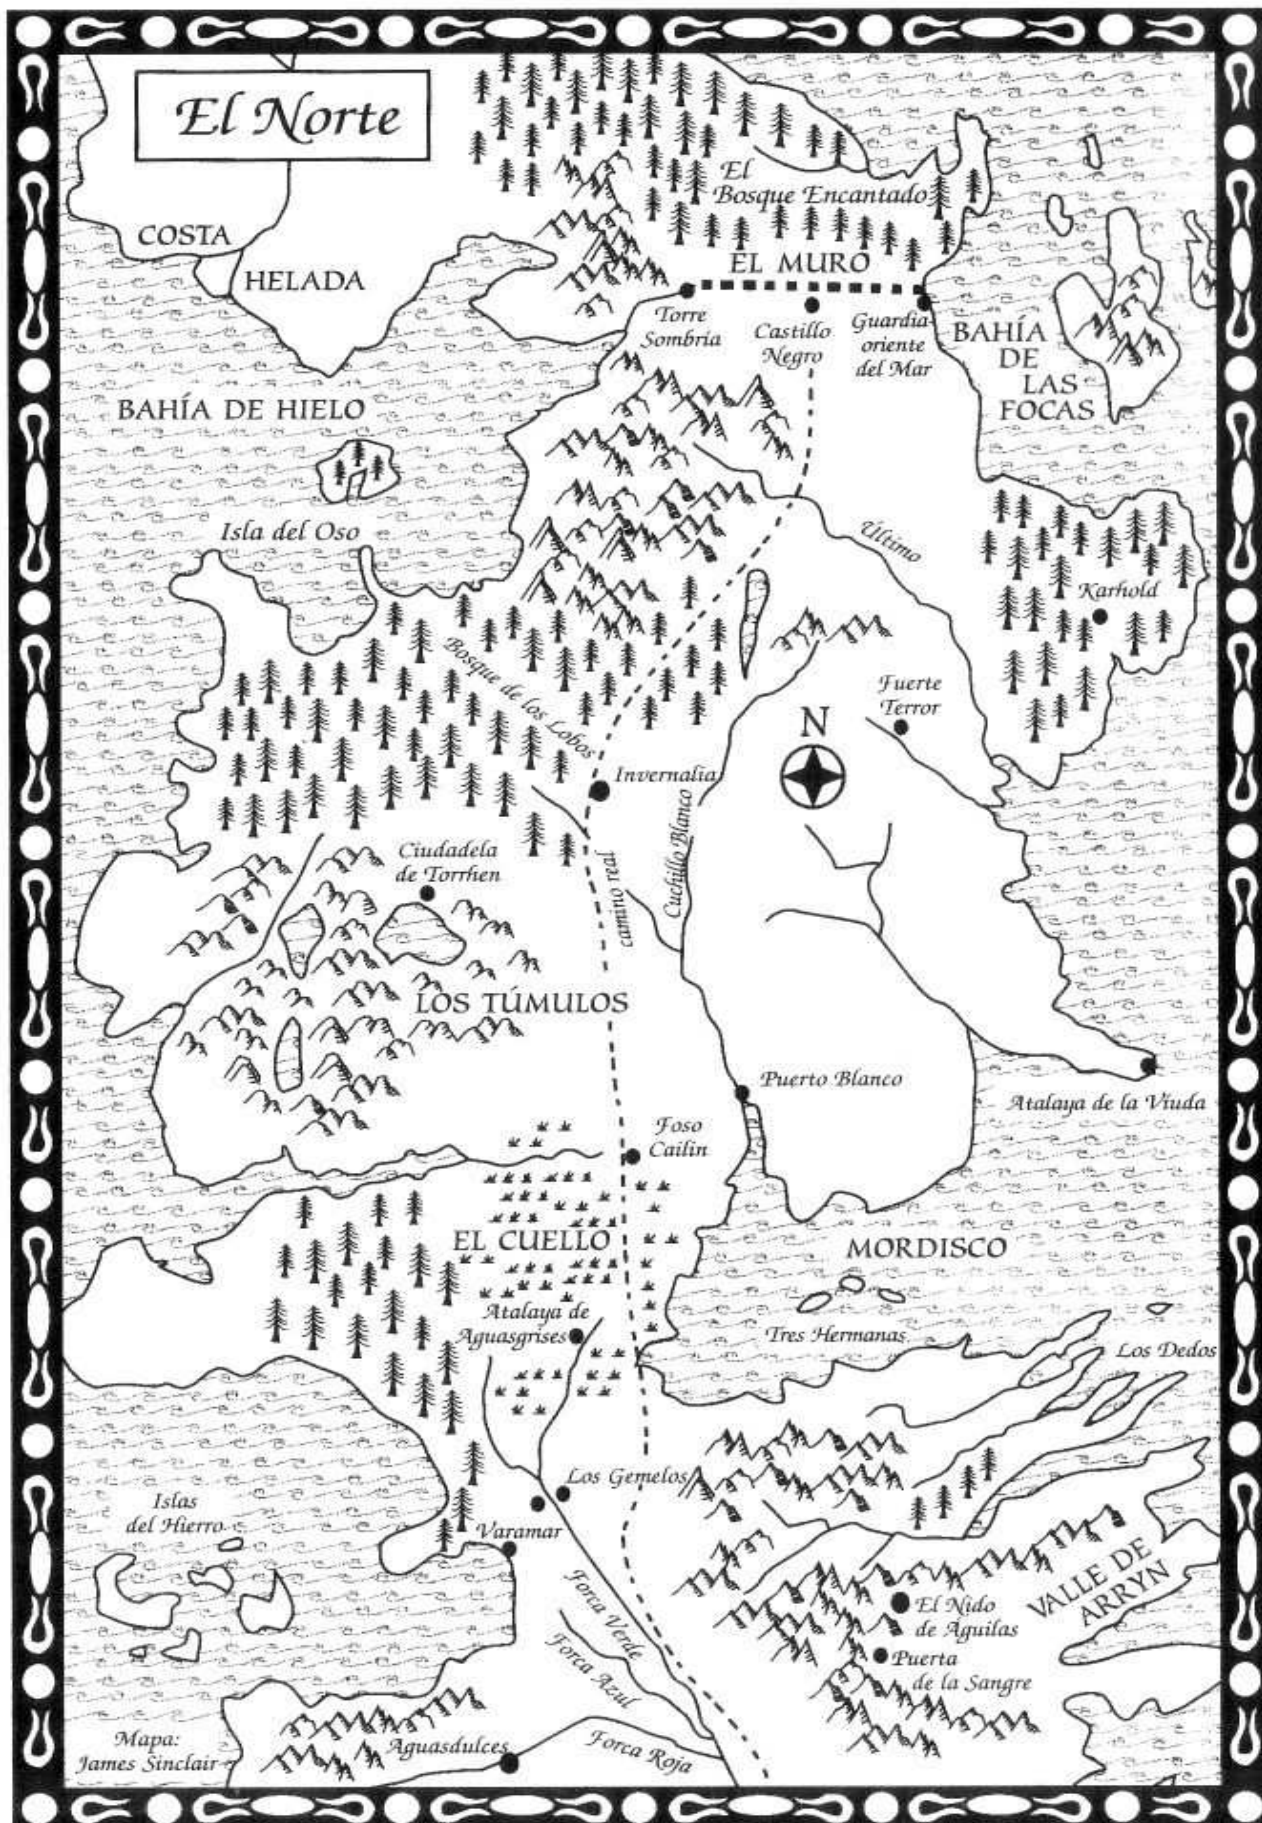 El Norte
El
Bosque Encantado
COSTA
HELADA
EL MURO
Torre
Sombría
Castillo
Negro
Guardia-
oriente
del Mar
BAHÍA
DE
LAS
FOCAS
BAHÍA DE HIELO
Isla del Oso
Último
Karhold
Bosque de los Lobos
Fuerte
Terror
N
Invernalia
Cuchillo Blanco
Ciudadela
de Torrhen
camino real
LOS TÚMULOS
Puerto Blanco
Atalaya de la Viuda
Foso
Cailin
EL CUELLO
MORDISCO
Atalaya de
Aguasgrises
Tres Hermanas
Los Dedos
Los Gemelos
Islas
del Hierro
Varamar
VALLE DE
ARRYN
El Nido
de Águilas
Forca Verde
Puerta
de la Sangre
Forca Azul
Mapa:
James Sinclair
Aguasdulces
Forca Roja